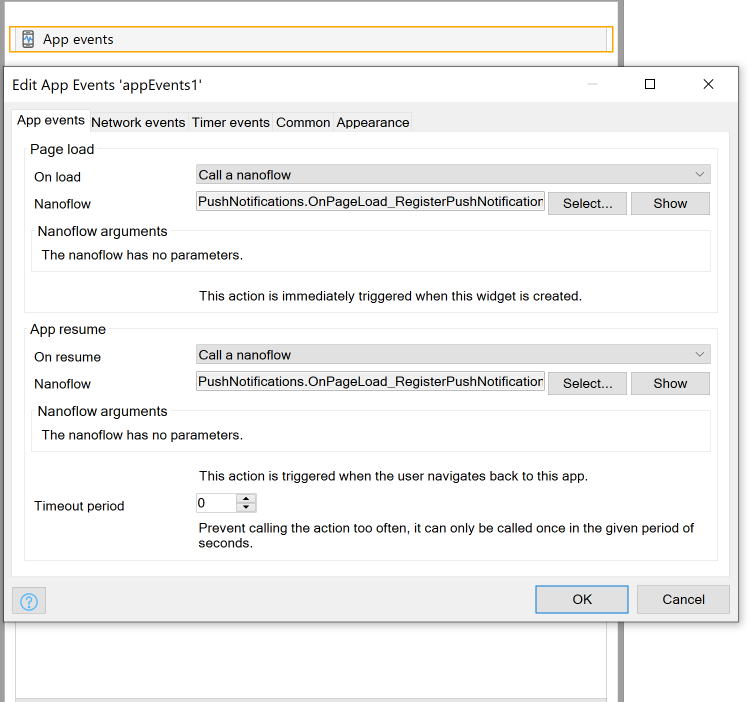 App events
Edit App Events 'appEvents1'
App events Network events Timer events Common Appearance
Page load
On load Call a nanoflow
Nanoflow PushNotifications.OnPageLoad_RegisterPushNotification Select... Show
Nanoflow arguments
The nanoflow has no parameters.
This action is immediately triggered when this widget is created.
App resume
On resume Call a nanoflow
Nanoflow PushNotifications.OnPageLoad_RegisterPushNotification Select... Show
Nanoflow arguments
The nanoflow has no parameters.
This action is triggered when the user navigates back to this app.
Timeout period 0
Prevent calling the action too often, it can only be called once in the given period of
seconds.
? OK Cancel